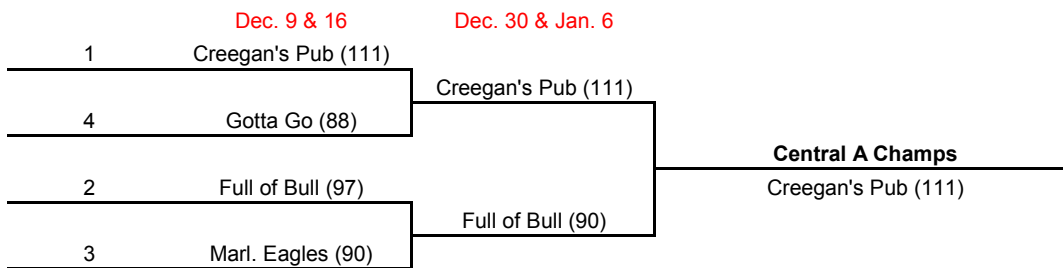 Dec. 9 & 16 Dec. 30 & Jan. 6
1 Creegan's Pub (111)
Creegan's Pub (111)
4 Gotta Go (88)
Central A Champs
2 Full of Bull (97)
Creegan's Pub (111)
Full of Bull (90)
3 Marl. Eagles (90)